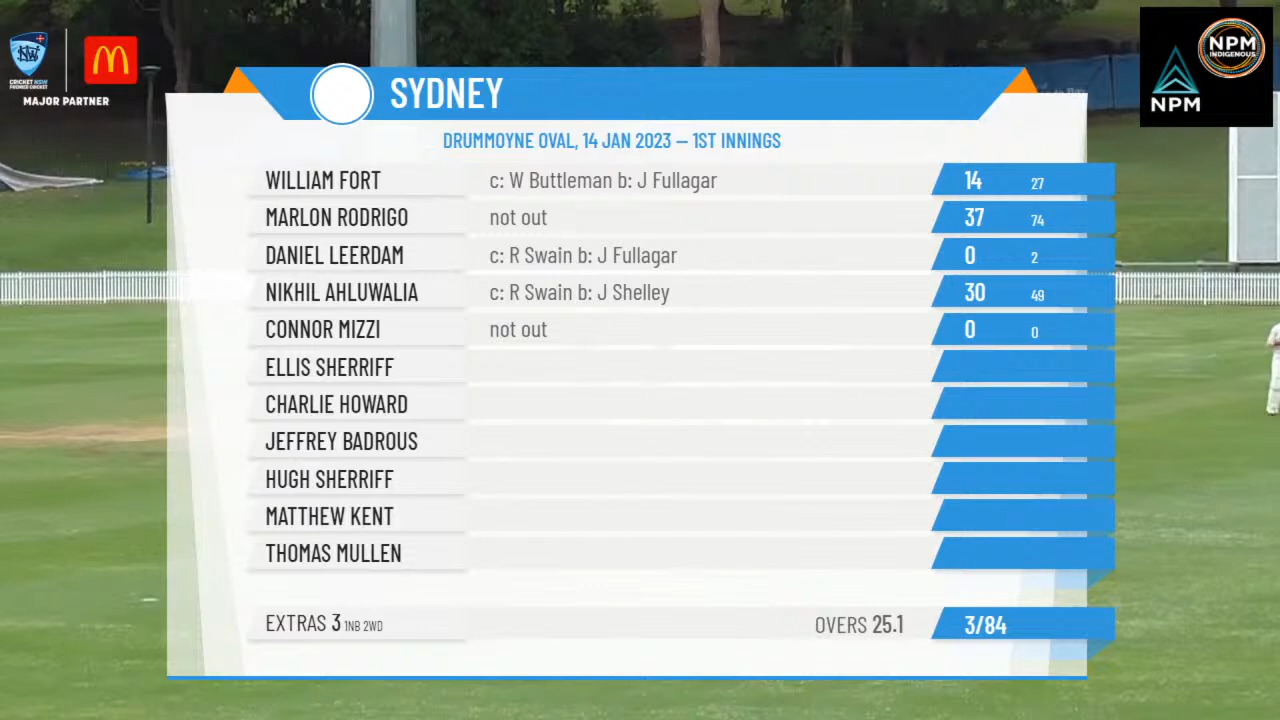 CRICKET NSW
PREMIER CRICKET
MAJOR PARTNER
NPM
NPM
INDIGENOUS
SYDNEY
DRUMMOYNE OVAL, 14 JAN 2023 – 1ST INNINGS
WILLIAM FORT c: W Buttleman b: J Fullagar 14 27
MARLON RODRIGO not out 37 74
DANIEL LEERDAM c: R Swain b: J Fullagar 0 2
NIKHIL AHLUWALIA c: R Swain b: J Shelley 30 49
CONNOR MIZZI not out 0 0
ELLIS SHERRIFF
CHARLIE HOWARD
JEFFREY BADROUS
HUGH SHERRIFF
MATTHEW KENT
THOMAS MULLEN
EXTRAS 3 1NB 2WD OVERS 25.1 3/84